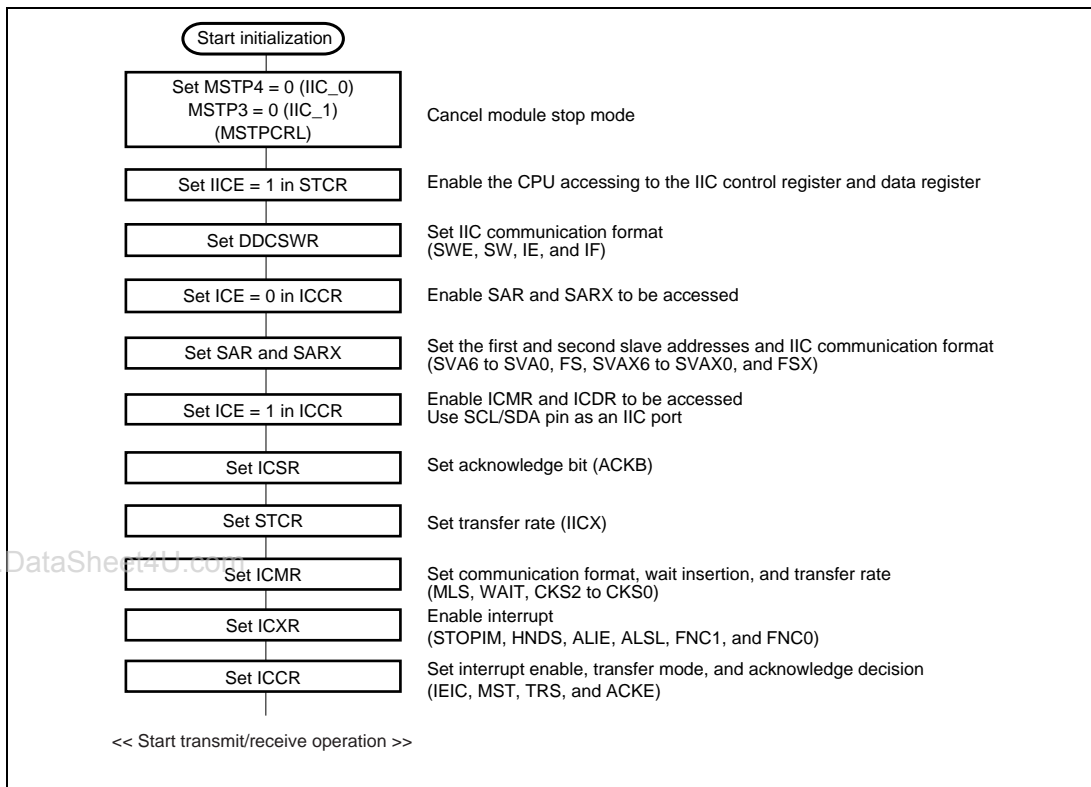 Start initialization
Set MSTP4 = 0 (IIC_0)
MSTP3 = 0 (IIC_1)
(MSTPCRL)
Cancel module stop mode
Set IICE = 1 in STCR
Enable the CPU accessing to the IIC control register and data register
Set DDCSWR
Set IIC communication format
(SWE, SW, IE, and IF)
Set ICE = 0 in ICCR
Enable SAR and SARX to be accessed
Set SAR and SARX
Set the first and second slave addresses and IIC communication format
(SVA6 to SVA0, FS, SVAX6 to SVAX0, and FSX)
Set ICE = 1 in ICCR
Enable ICMR and ICDR to be accessed
Use SCL/SDA pin as an IIC port
Set ICSR
Set acknowledge bit (ACKB)
Set STCR
Set transfer rate (IICX)
.DataSheet4U.com
Set ICMR
Set communication format, wait insertion, and transfer rate
(MLS, WAIT, CKS2 to CKS0)
Set ICXR
Enable interrupt
(STOPIM, HNDS, ALIE, ALSL, FNC1, and FNC0)
Set ICCR
Set interrupt enable, transfer mode, and acknowledge decision
(IEIC, MST, TRS, and ACKE)
<< Start transmit/receive operation >>